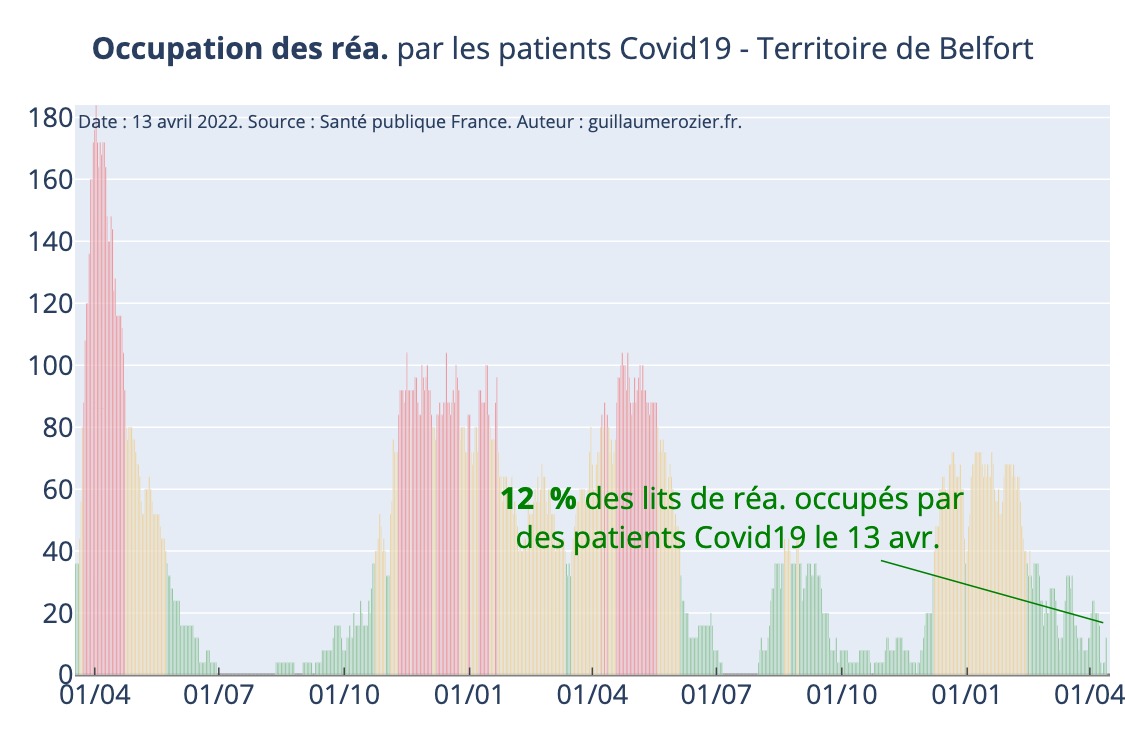 Occupation des réa. par les patients Covid19 - Territoire de Belfort
180
Date : 13 avril 2022. Source : Santé publique France. Auteur : guillaumerozier.fr.
160
140
120
100
80
60
12 % des lits de réa. occupés par
des patients Covid19 le 13 avr.
40
20
0
01/04 01/07 01/10 01/01 01/04 01/07 01/10 01/01 01/04